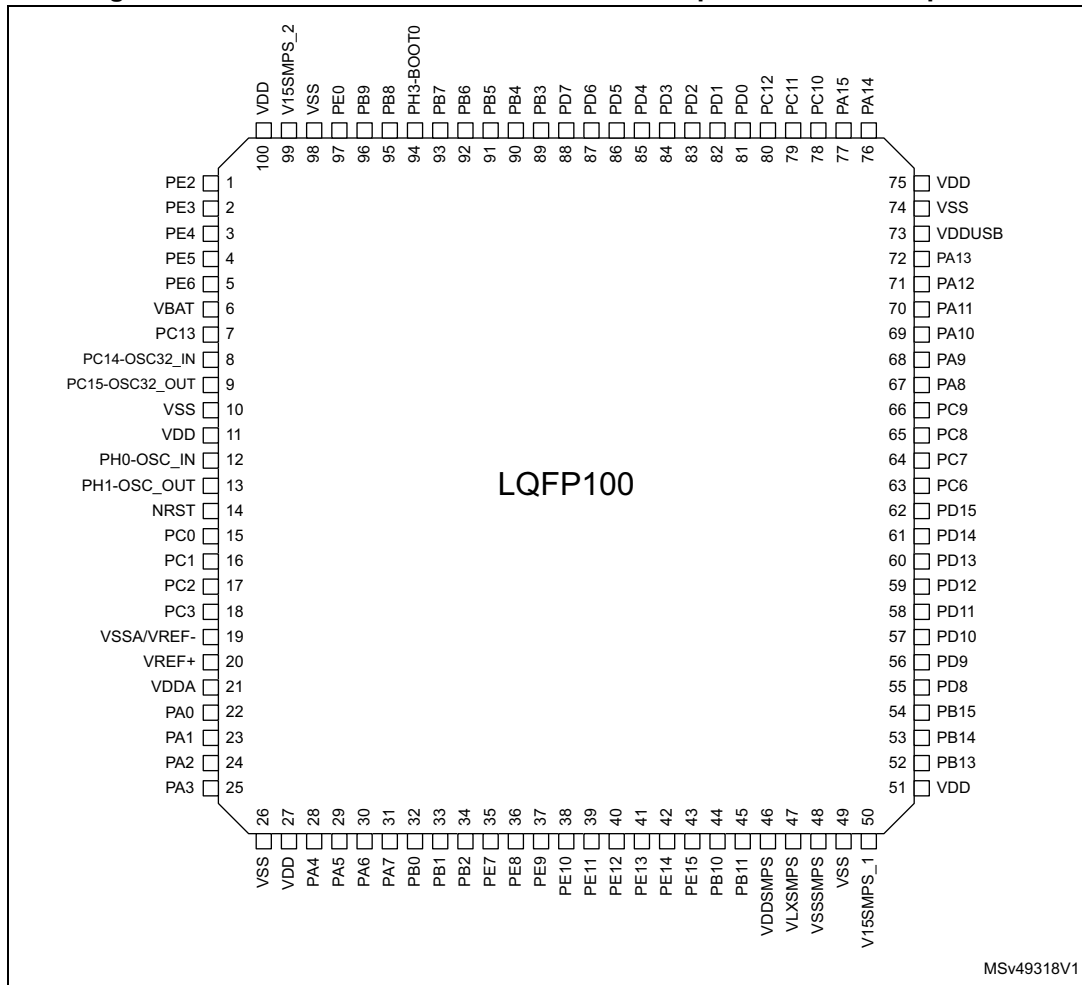 VDD
V15SMPS_2
VSS
PE0
PB9
PB8
PH3-BOOT0
PB7
PB6
PB5
PB4
PB3
PD7
PD6
PD5
PD4
PD3
PD2
PD1
PD0
PC12
PC11
PC10
PA15
PA14
100
99
98
97
96
95
94
93
92
91
90
89
88
87
86
85
84
83
82
81
80
79
78
77
76
PE2 1
PE3 2
PE4 3
PE5 4
PE6 5
VBAT 6
PC13 7
PC14-OSC32_IN 8
PC15-OSC32_OUT 9
VSS 10
VDD 11
PH0-OSC_IN 12
PH1-OSC_OUT 13
NRST 14
PC0 15
PC1 16
PC2 17
PC3 18
VSSA/VREF- 19
VREF+ 20
VDDA 21
PA0 22
PA1 23
PA2 24
PA3 25
LQFP100
75 VDD
74 VSS
73 VDDUSB
72 PA13
71 PA12
70 PA11
69 PA10
68 PA9
67 PA8
66 PC9
65 PC8
64 PC7
63 PC6
62 PD15
61 PD14
60 PD13
59 PD12
58 PD11
57 PD10
56 PD9
55 PD8
54 PB15
53 PB14
52 PB13
51 VDD
26
27
28
29
30
31
32
33
34
35
36
37
38
39
40
41
42
43
44
45
46
47
48
49
50
VSS
VDD
PA4
PA5
PA6
PA7
PB0
PB1
PB2
PE7
PE8
PE9
PE10
PE11
PE12
PE13
PE14
PE15
PB10
PB11
VDDSMPS
VLXSMPS
VSSSMPS
VSS
V15SMPS_1
MSv49318V1